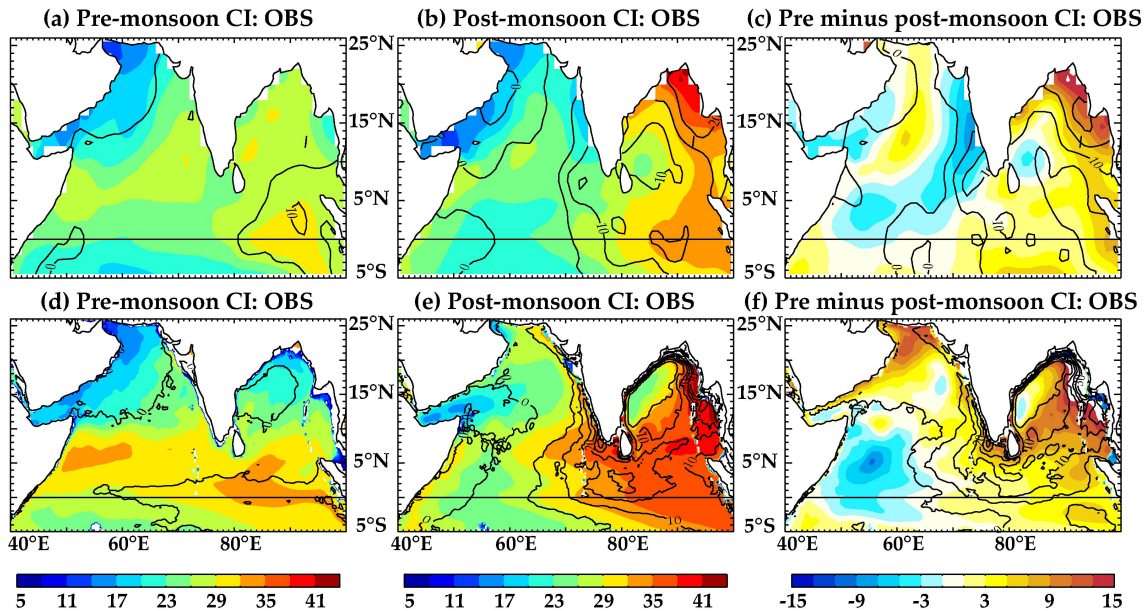 (a) Pre-monsoon CI: OBS (b) Post-monsoon CI: OBS (c) Pre minus post-monsoon CI: OBS
25°N 25°N
15°N 15°N
5°N 5°N
5°S 5°S
(d) Pre-monsoon CI: OBS (e) Post-monsoon CI: OBS (f) Pre minus post-monsoon CI: OBS
25°N 25°N
15°N 15°N
5°N 5°N
5°S 5°S
40°E 60°E 80°E 40°E 60°E 80°E 40°E 60°E 80°E
5 11 17 23 29 35 41 5 11 17 23 29 35 41 -15 -9 -3 3 9 15